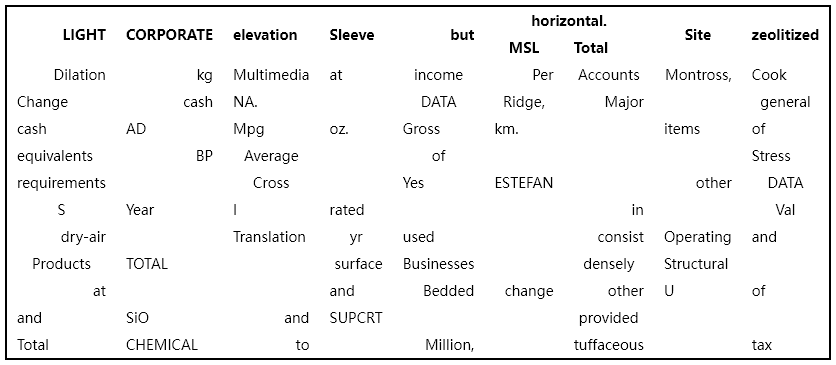 horizontal.
LIGHT CORPORATE elevation Sleeve but MSL Total Site zeolitized
Dilation kg Multimedia at income Per Accounts Montross, Cook
Change cash NA. DATA Ridge, Major general
cash AD Mpg oz. Gross km. items of
equivalents BP Average of Stress
requirements Cross Yes ESTEFAN other DATA
S Year I rated in Val
dry-air Translation yr used consist Operating and
Products TOTAL surface Businesses densely Structural
at and Bedded change other U of
and SiO and SUPCRT provided
Total CHEMICAL to Million, tuffaceous tax